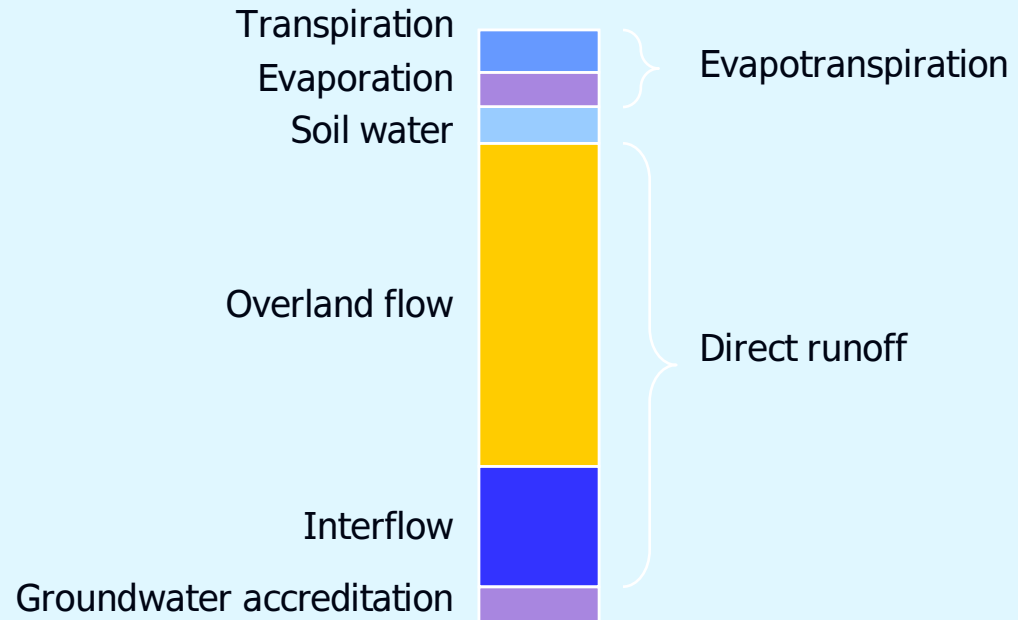 Transpiration
Evapotranspiration
Evaporation
Soil water
Overland flow
Direct runoff
Interflow
Groundwater accreditation